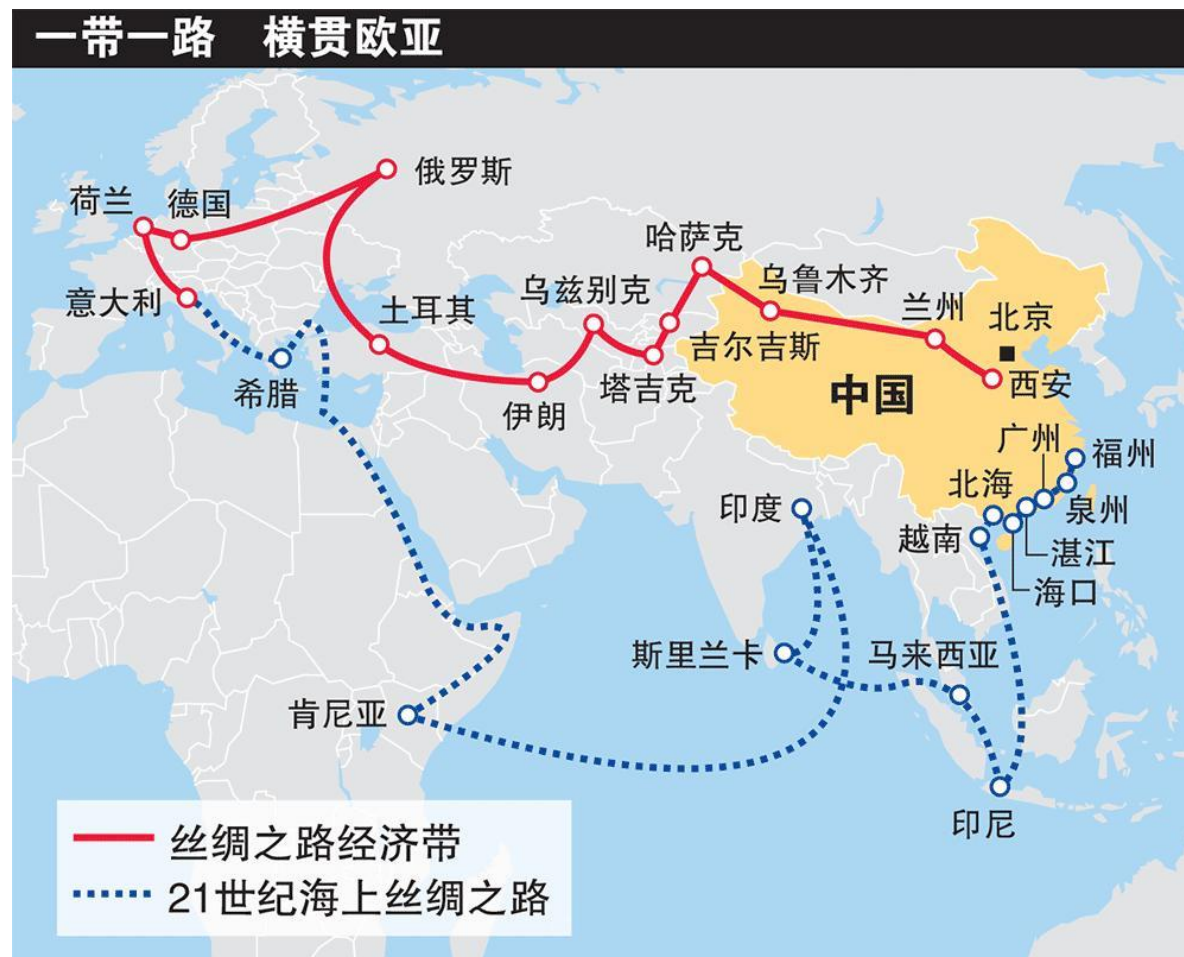 一带一路 横贯欧亚
俄罗斯
荷兰
德国
哈萨克
意大利
土耳其
乌兹别克
乌鲁木齐
兰州
北京
吉尔吉斯
希腊
伊朗
塔吉克
中国
西安
广州
福州
北海
印度
泉州
越南
湛江
海口
斯里兰卡
马来西亚
肯尼亚
印尼
丝绸之路经济带
21世纪海上丝绸之路